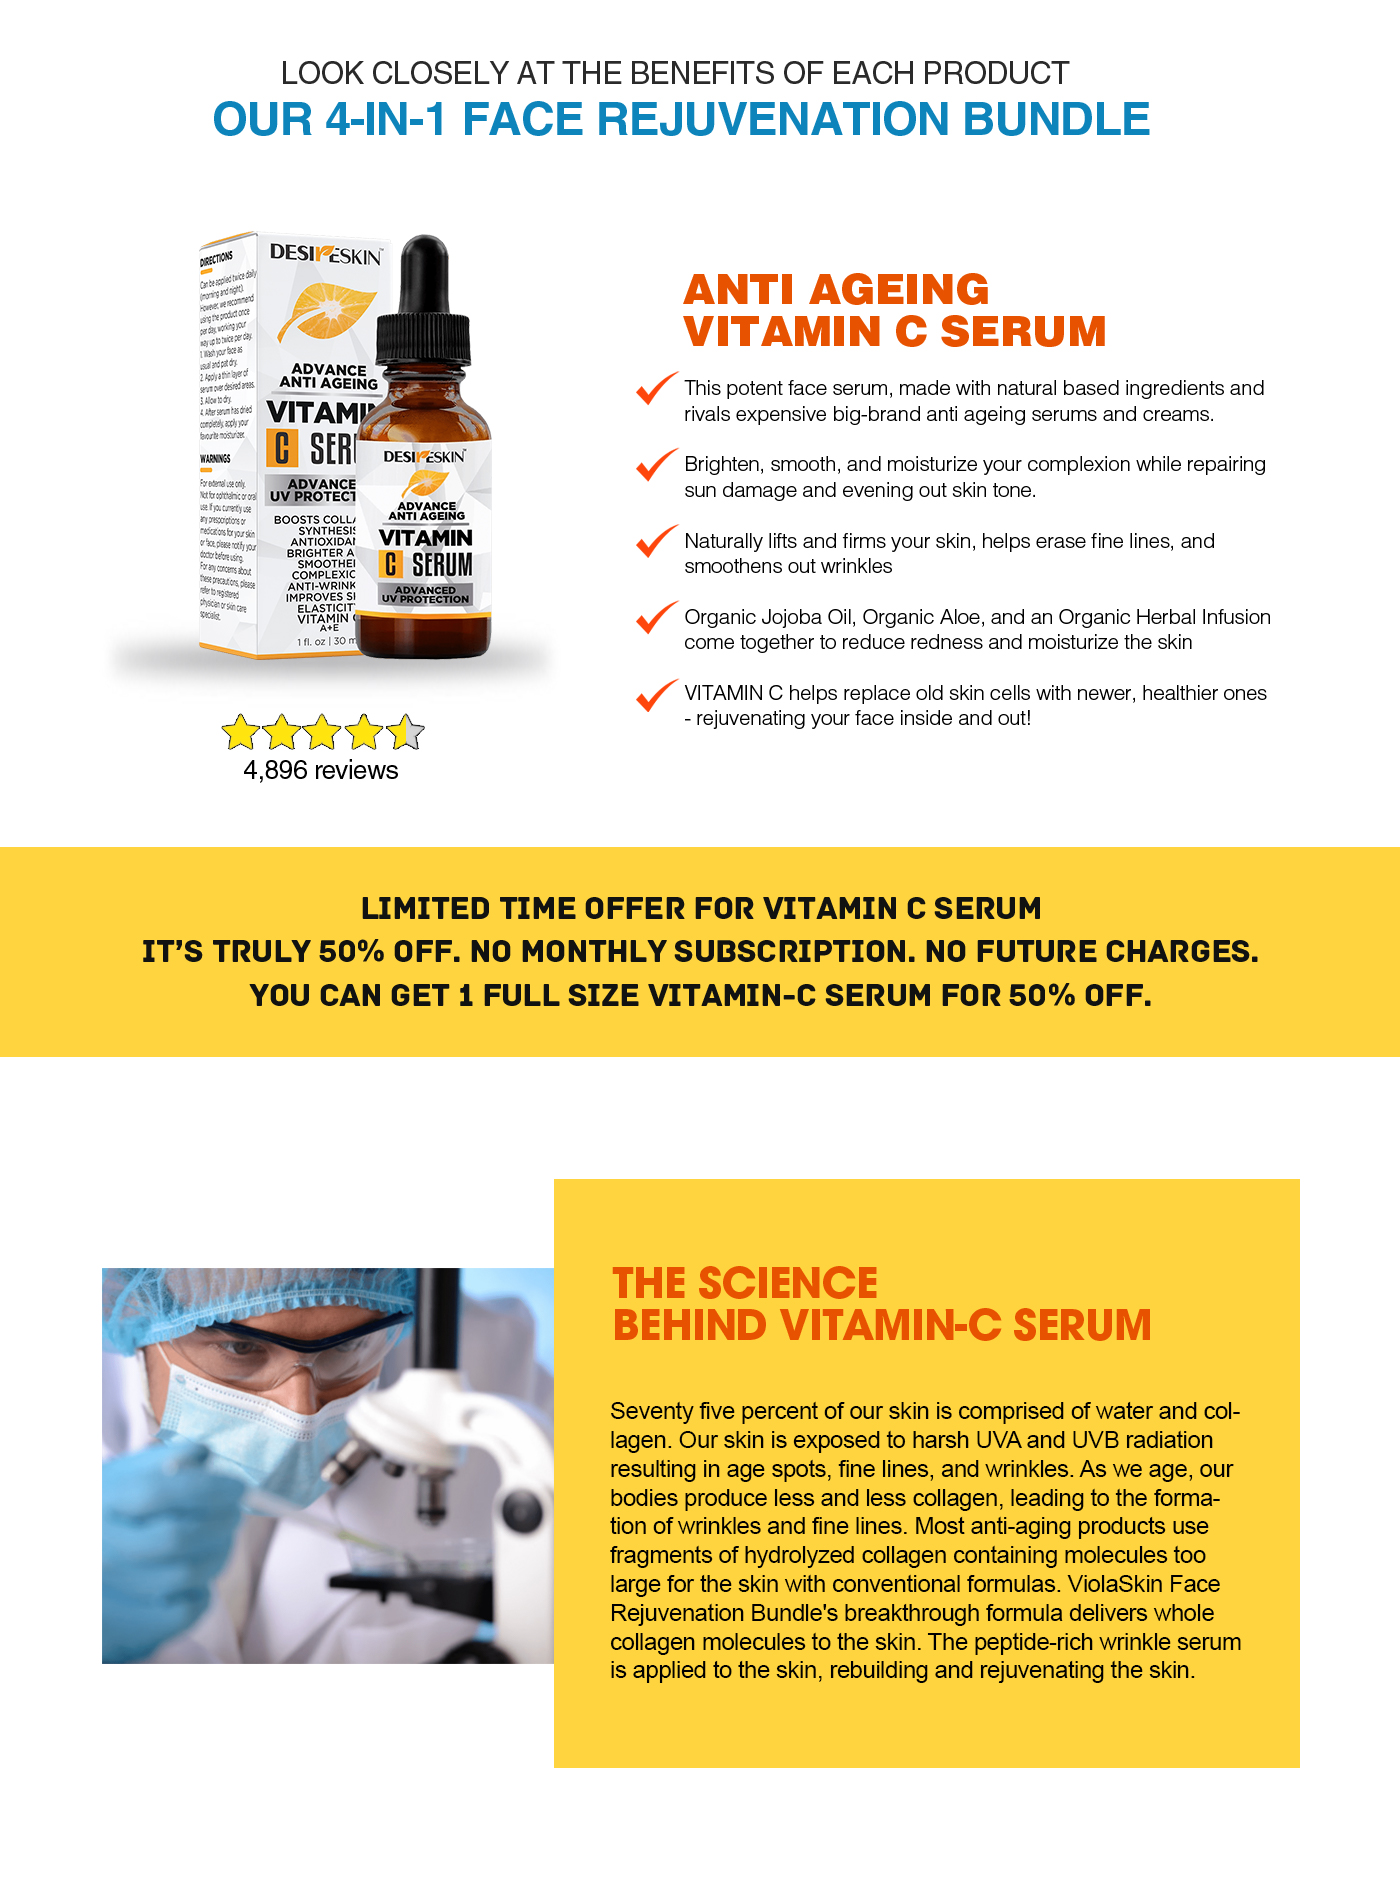 LOOK CLOSELY AT THE BENEFITS OF EACH PRODUCT
OUR 4-IN-1 FACE REJUVENATION BUNDLE
DIRECTIONS
Can be applied twice daily
(morning and night).
However, we recommend
using the product once
per day, working your
way up to twice per day.
1. Wash your face as
usual and pat dry.
2. Apply a thin layer of
serum over desired areas.
3. Allow to dry.
4. After serum has dried
completely, apply your
favourite moisturizer.
WARNINGS
For external use only.
Not for ophthalmic or oral
use. If you currently use
any prescriptions or
medications for your skin
or face, please notify your
doctor before using.
For any concerns about
these precautions, please
refer to registered
physician or skin care
specialist.
DESIRESKIN™
ADVANCE
ANTI AGEING
VITAMIN
C SER
ADVANCE
UV PROTECT
BOOSTS COLLA
SYNTHESIS
ANTIOXIDA
BRIGHTER A
SMOOTHE
COMPLEXIO
ANTI-WRINK
IMPROVES S
ELASTICIT
VITAMIN
A+E
1 fl. oz | 30 m
DESIRESKIN™
ADVANCE
ANTI AGEING
VITAMIN
C SERUM
ADVANCED
UV PROTECTION
4,896 reviews
ANTI AGEING
VITAMIN C SERUM
This potent face serum, made with natural based ingredients and
rivals expensive big-brand anti ageing serums and creams.
Brighten, smooth, and moisturize your complexion while repairing
sun damage and evening out skin tone.
Naturally lifts and firms your skin, helps erase fine lines, and
smoothens out wrinkles
Organic Jojoba Oil, Organic Aloe, and an Organic Herbal Infusion
come together to reduce redness and moisturize the skin
VITAMIN C helps replace old skin cells with newer, healthier ones
- rejuvenating your face inside and out!
LIMITED TIME OFFER FOR VITAMIN C SERUM
IT'S TRULY 50% OFF. NO MONTHLY SUBSCRIPTION. NO FUTURE CHARGES.
YOU CAN GET 1 FULL SIZE VITAMIN-C SERUM FOR 50% OFF.
THE SCIENCE
BEHIND VITAMIN-C SERUM
Seventy five percent of our skin is comprised of water and col-
lagen. Our skin is exposed to harsh UVA and UVB radiation
resulting in age spots, fine lines, and wrinkles. As we age, our
bodies produce less and less collagen, leading to the forma-
tion of wrinkles and fine lines. Most anti-aging products use
fragments of hydrolyzed collagen containing molecules too
large for the skin with conventional formulas. ViolaSkin Face
Rejuvenation Bundle's breakthrough formula delivers whole
collagen molecules to the skin. The peptide-rich wrinkle serum
is applied to the skin, rebuilding and rejuvenating the skin.